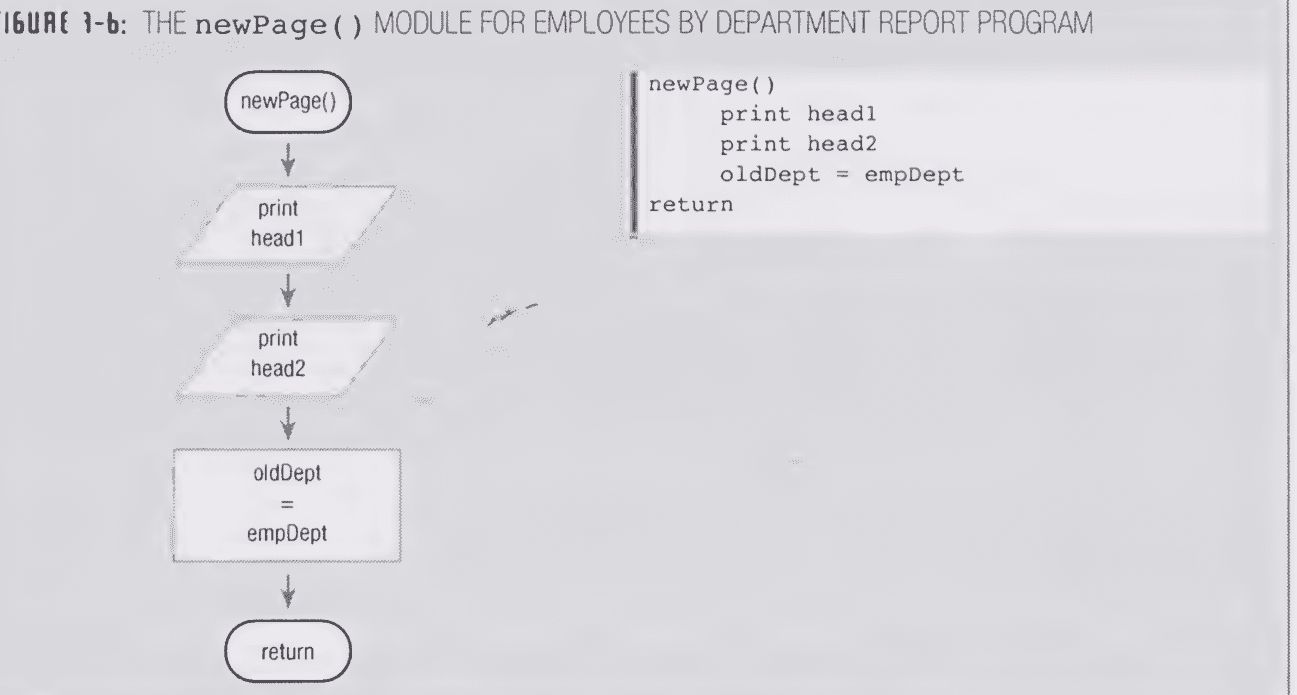 FIGURE 7-6: THE newPage() MODULE FOR EMPLOYEES BY DEPARTMENT REPORT PROGRAM
newPage()
print
head1
print
head2
oldDept
=
empDept
return
newPage()
print head1
print head2
oldDept = empDept
return